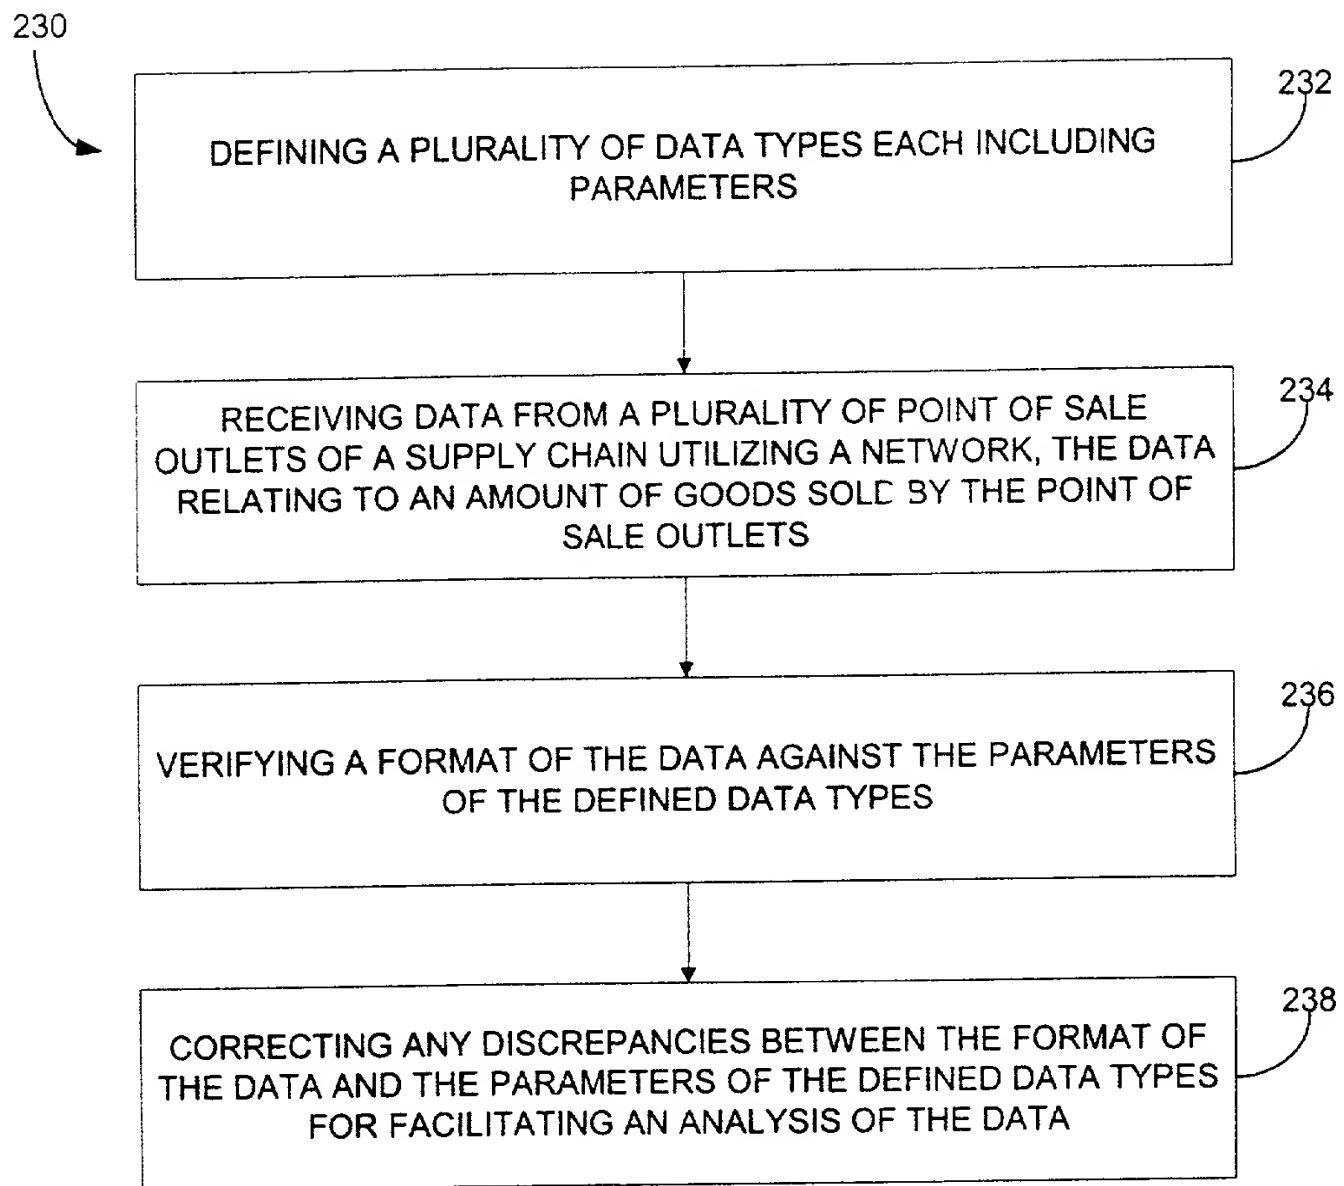 230
232
DEFINING A PLURALITY OF DATA TYPES EACH INCLUDING
PARAMETERS
234
RECEIVING DATA FROM A PLURALITY OF POINT OF SALE
OUTLETS OF A SUPPLY CHAIN UTILIZING A NETWORK, THE DATA
RELATING TO AN AMOUNT OF GOODS SOLD BY THE POINT OF
SALE OUTLETS
236
VERIFYING A FORMAT OF THE DATA AGAINST THE PARAMETERS
OF THE DEFINED DATA TYPES
238
CORRECTING ANY DISCREPANCIES BETWEEN THE FORMAT OF
THE DATA AND THE PARAMETERS OF THE DEFINED DATA TYPES
FOR FACILITATING AN ANALYSIS OF THE DATA